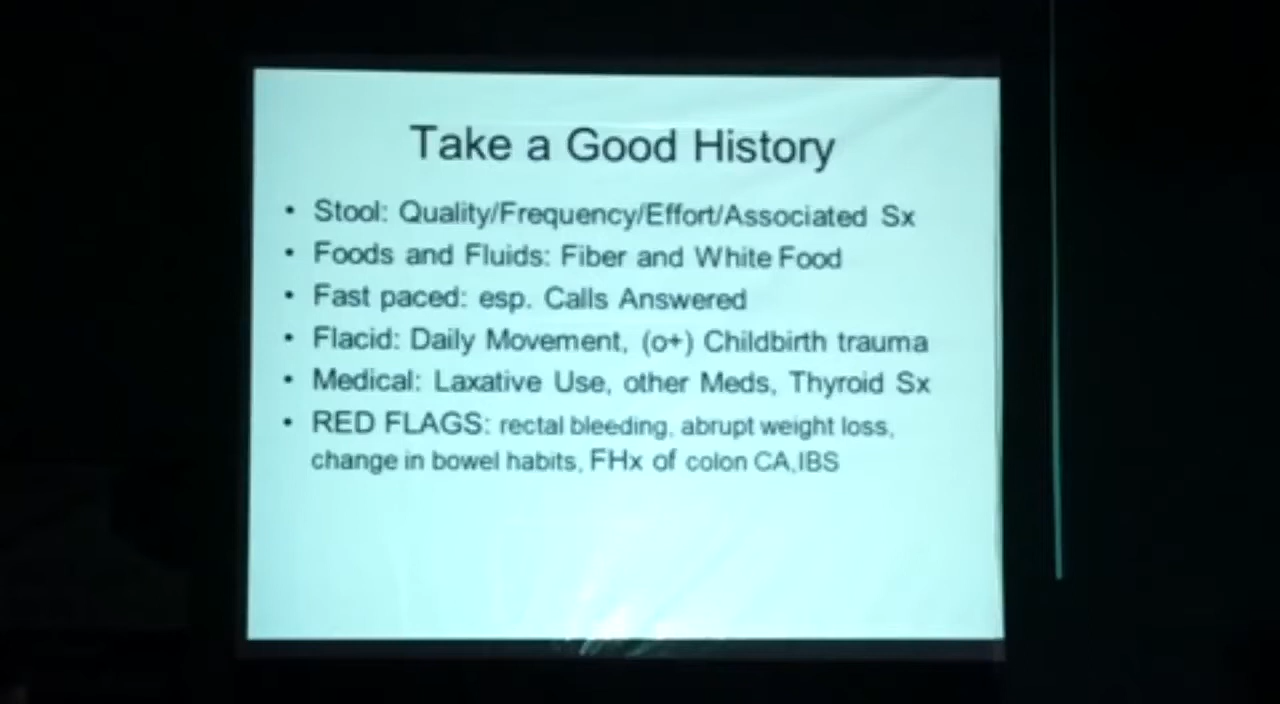 Take a Good History
• Stool: Quality/Frequency/Effort/Associated Sx
• Foods and Fluids: Fiber and White Food
• Fast paced: esp. Calls Answered
• Flacid: Daily Movement, (o+) Childbirth trauma
• Medical: Laxative Use, other Meds, Thyroid Sx
• RED FLAGS: rectal bleeding, abrupt weight loss,
change in bowel habits, FHx of colon CA,IBS